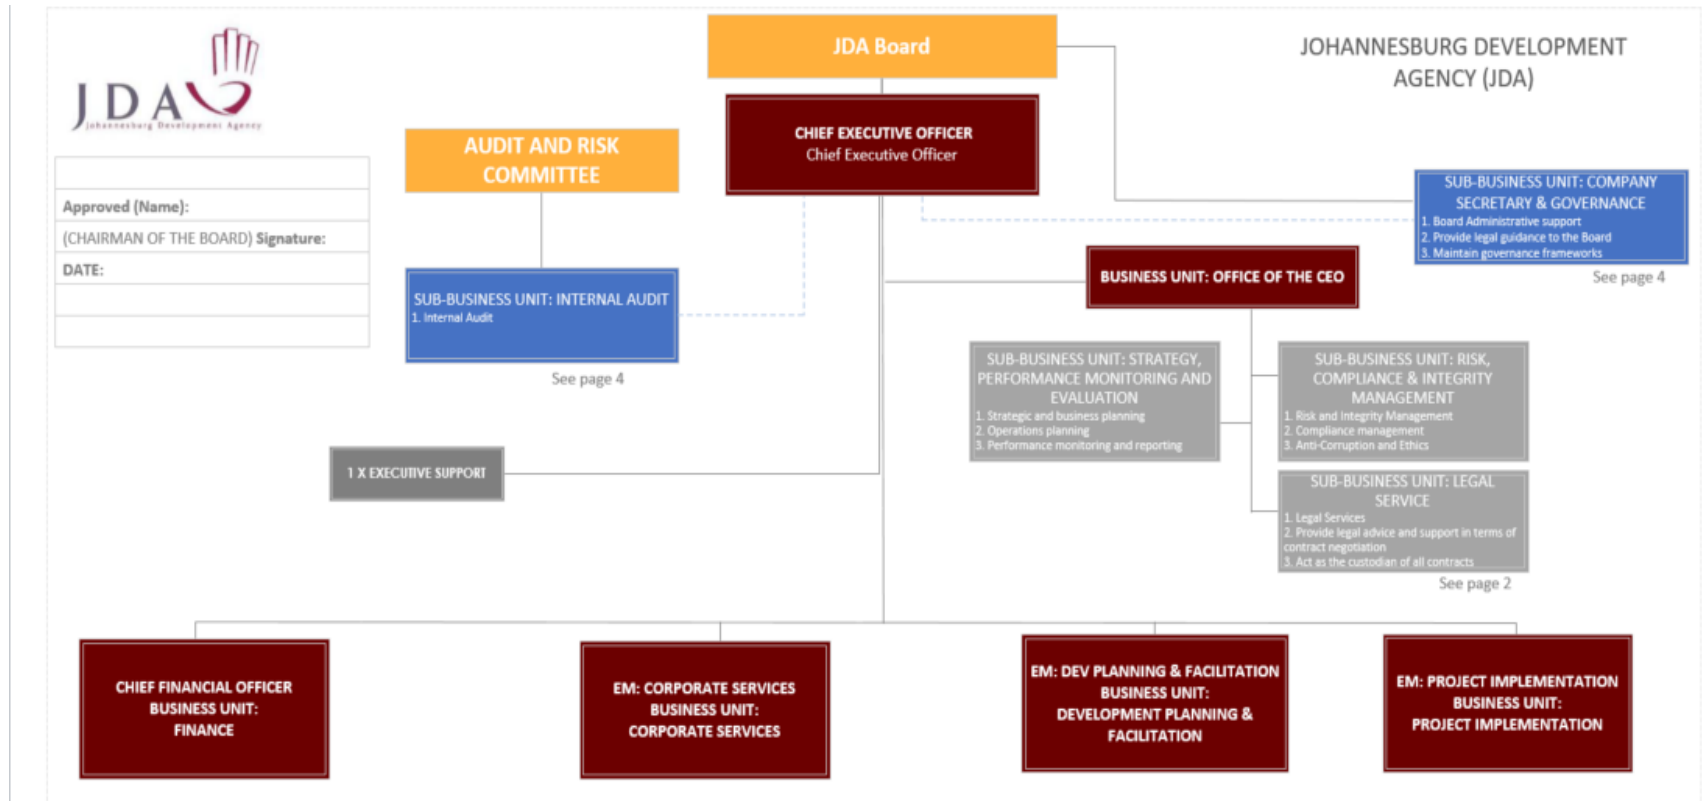 JDA
Johannesburg Development Agency
JDA Board
JOHANNESBURG DEVELOPMENT
AGENCY (JDA)
CHIEF EXECUTIVE OFFICER
Chief Executive Officer
AUDIT AND RISK
COMMITTEE
Approved (Name):
(CHAIRMAN OF THE BOARD) Signature:
DATE:
SUB-BUSINESS UNIT: COMPANY
SECRETARY & GOVERNANCE
1. Board Administrative support
2. Provide legal guidance to the Board
3. Maintain governance frameworks
See page 4
BUSINESS UNIT: OFFICE OF THE CEO
SUB-BUSINESS UNIT: INTERNAL AUDIT
1. Internal Audit
See page 4
SUB-BUSINESS UNIT: STRATEGY,
PERFORMANCE MONITORING AND
EVALUATION
1. Strategic and business planning
2. Operations planning
3. Performance monitoring and reporting
SUB-BUSINESS UNIT: RISK,
COMPLIANCE & INTEGRITY
MANAGEMENT
1. Risk and Integrity Management
2. Compliance management
3. Anti-Corruption and Ethics
1 X EXECUTIVE SUPPORT
SUB-BUSINESS UNIT: LEGAL
SERVICE
1. Legal Services
2. Provide legal advice and support in terms of
contract negotiation
3. Act as the custodian of all contracts
See page 2
CHIEF FINANCIAL OFFICER
BUSINESS UNIT:
FINANCE
EM: CORPORATE SERVICES
BUSINESS UNIT:
CORPORATE SERVICES
EM: DEV PLANNING & FACILITATION
BUSINESS UNIT:
DEVELOPMENT PLANNING &
FACILITATION
EM: PROJECT IMPLEMENTATION
BUSINESS UNIT:
PROJECT IMPLEMENTATION